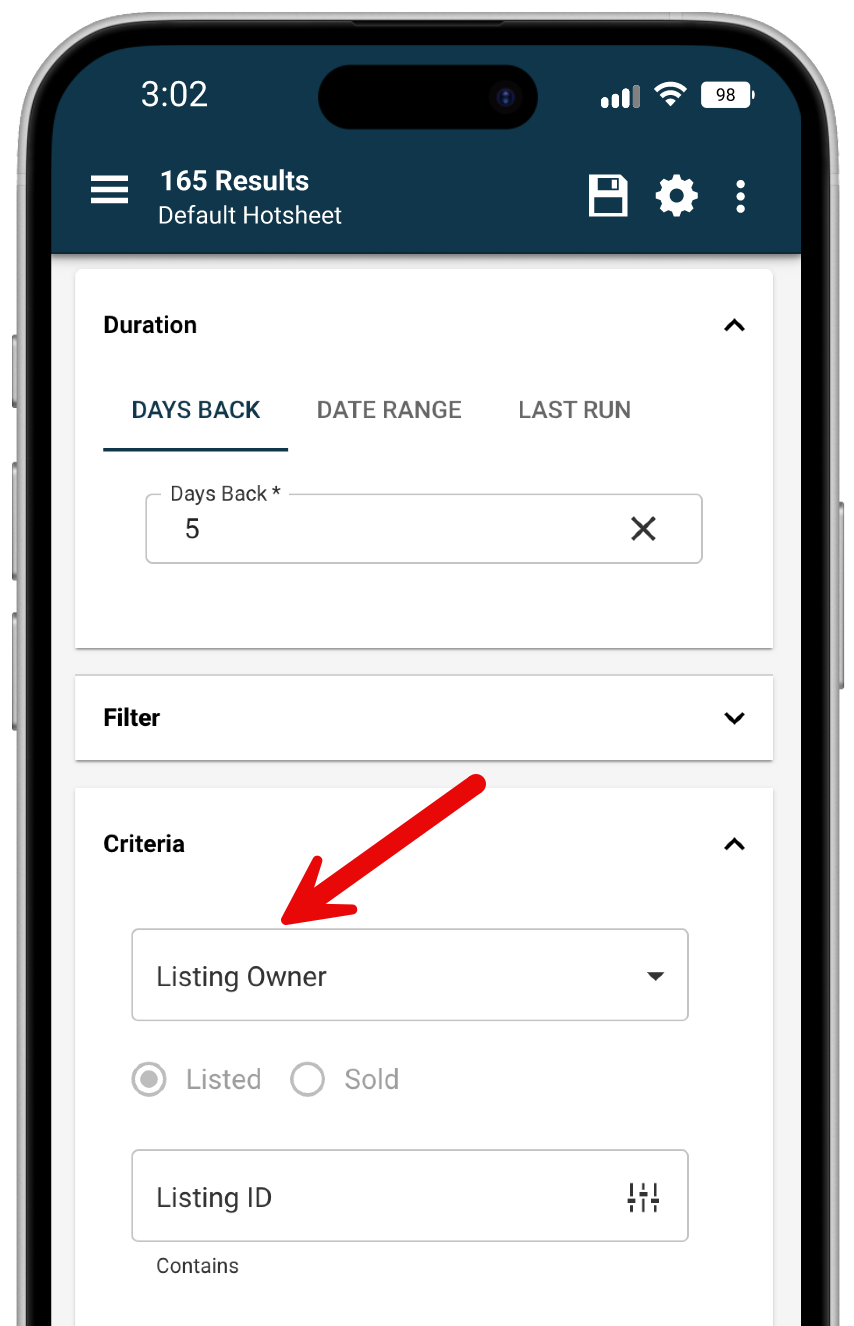 3:02
98
165 Results
Default Hotsheet
Duration
DAYS BACK DATE RANGE LAST RUN
Days Back *
5
Filter
Criteria
Listing Owner
Listed Sold
Listing ID
Contains